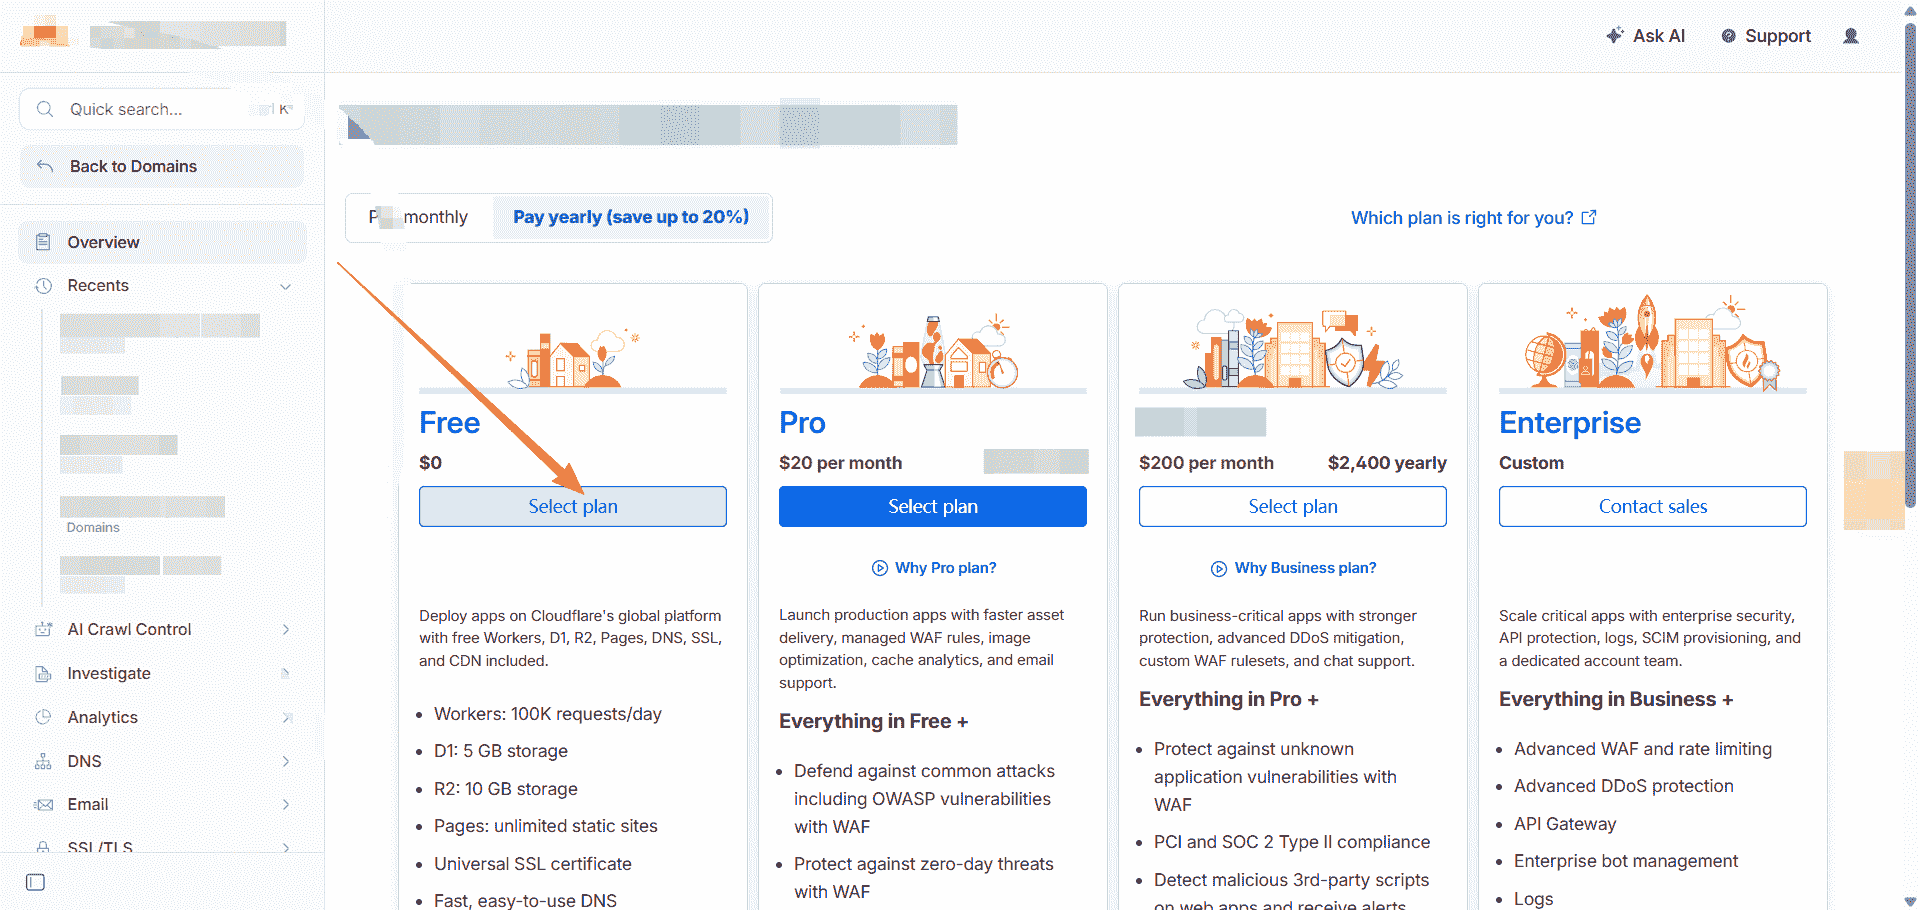 Ask AI
Support
Quick search...
K
Back to Domains
Overview
Recents
Domains
AI Crawl Control
Investigate
Analytics
DNS
Email
SSL/TLS
monthly
Pay yearly (save up to 20%)
Which plan is right for you?
Free
$0
Select plan
Deploy apps on Cloudflare's global platform
with free Workers, D1, R2, Pages, DNS, SSL,
and CDN included.
Workers: 100K requests/day
D1: 5 GB storage
R2: 10 GB storage
Pages: unlimited static sites
Universal SSL certificate
Fast, easy-to-use DNS
Pro
$20 per month
Select plan
Why Pro plan?
Launch production apps with faster asset
delivery, managed WAF rules, image
optimization, cache analytics, and email
support.
Everything in Free +
Defend against common attacks
including OWASP vulnerabilities
with WAF
Protect against zero-day threats
with WAF
$200 per month
$2,400 yearly
Select plan
Why Business plan?
Run business-critical apps with stronger
protection, advanced DDoS mitigation,
custom WAF rulesets, and chat support.
Everything in Pro +
Protect against unknown
application vulnerabilities with
WAF
PCI and SOC 2 Type II compliance
Detect malicious 3rd-party scripts
on web apps and receive alerts
Enterprise
Custom
Contact sales
Scale critical apps with enterprise security,
API protection, logs, SCIM provisioning, and
a dedicated account team.
Everything in Business +
Advanced WAF and rate limiting
Advanced DDoS protection
API Gateway
Enterprise bot management
Logs